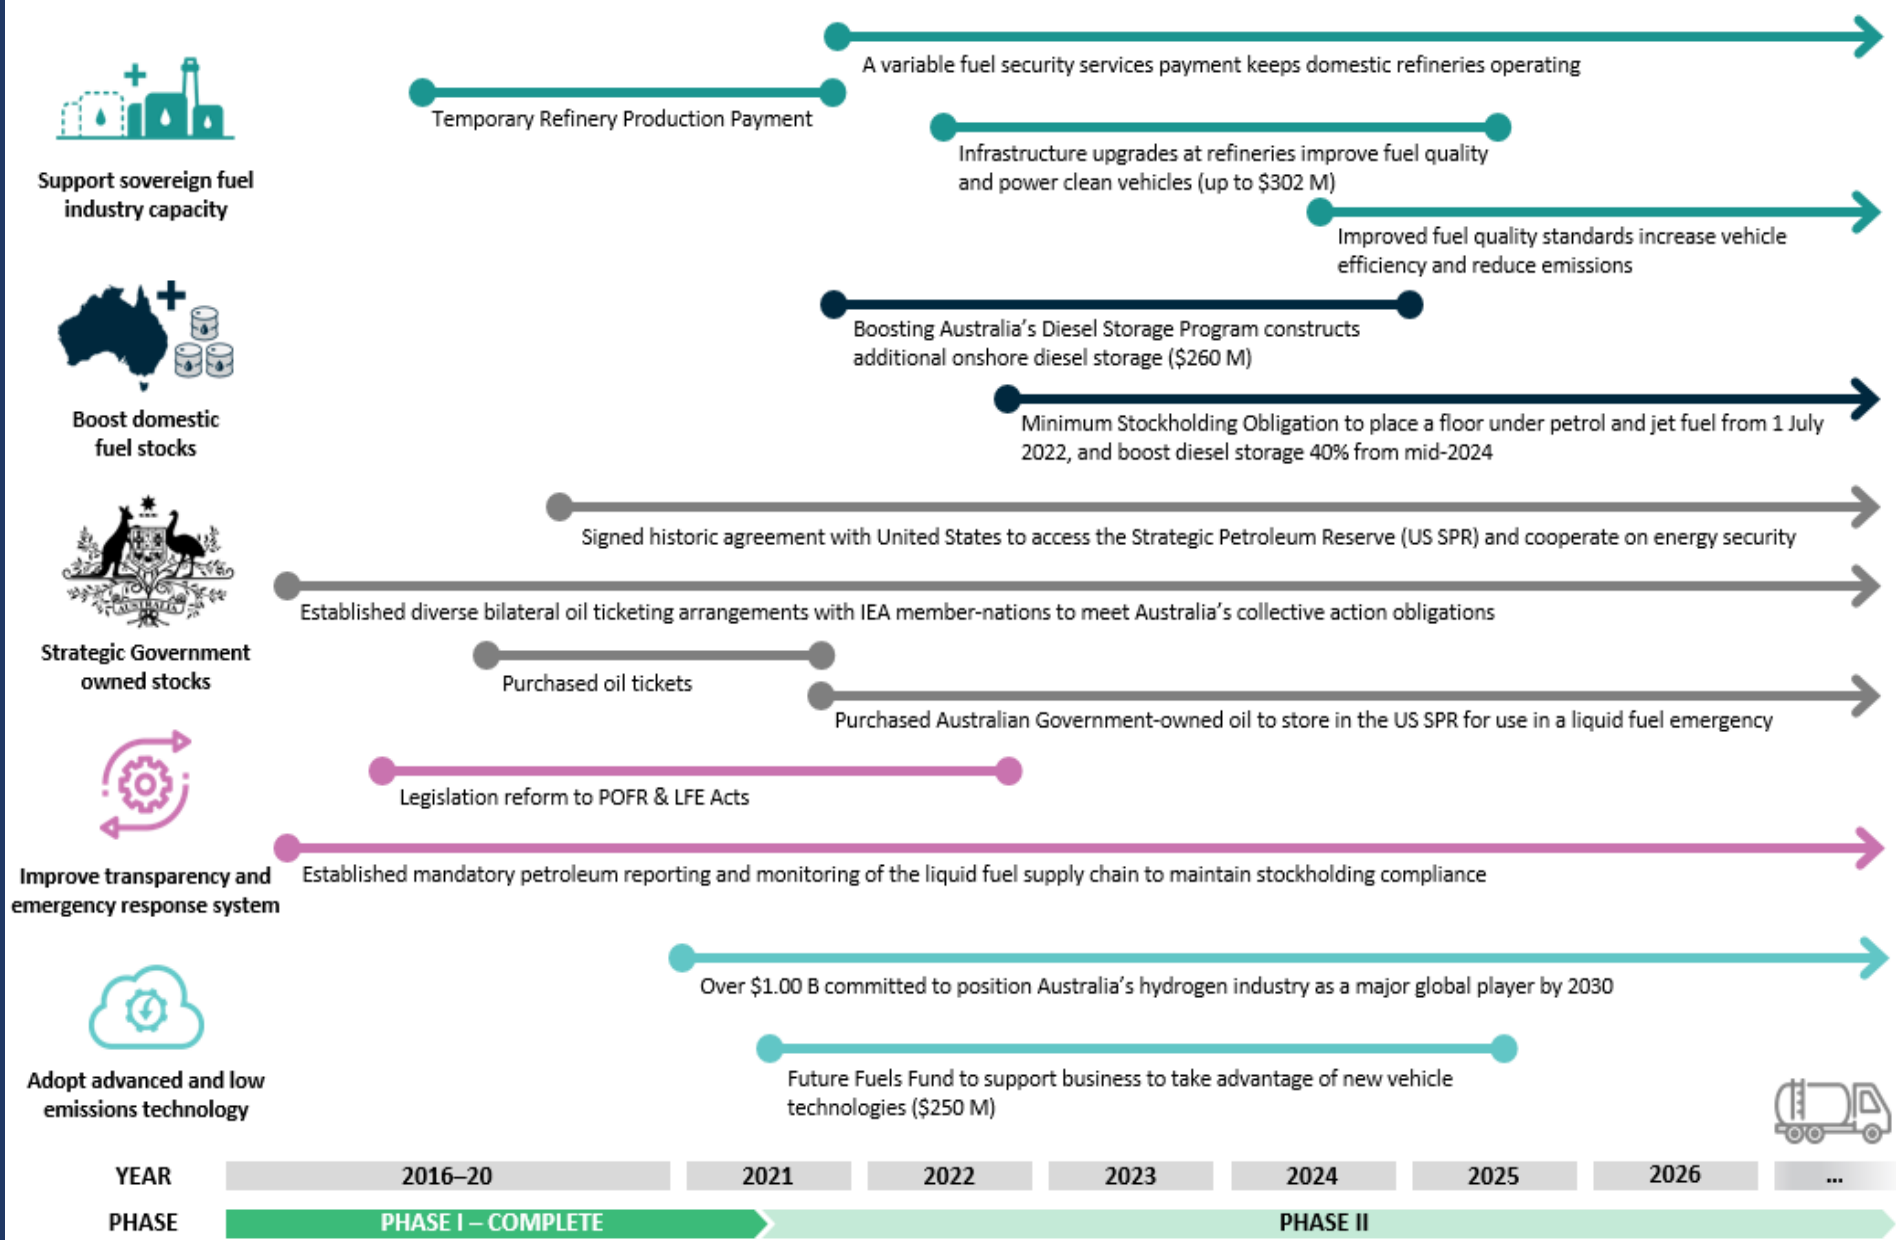 A variable fuel security services payment keeps domestic refineries operating
Temporary Refinery Production Payment
Infrastructure upgrades at refineries improve fuel quality
and power clean vehicles (up to $302 M)
Support sovereign fuel
industry capacity
Improved fuel quality standards increase vehicle
efficiency and reduce emissions
Boosting Australia's Diesel Storage Program constructs
additional onshore diesel storage ($260 M)
Boost domestic
fuel stocks
Minimum Stockholding Obligation to place a floor under petrol and jet fuel from 1 July
2022, and boost diesel storage 40% from mid-2024
Signed historic agreement with United States to access the Strategic Petroleum Reserve (US SPR) and cooperate on energy security
AUSTRALIA
Established diverse bilateral oil ticketing arrangements with IEA member-nations to meet Australia's collective action obligations
Strategic Government
owned stocks
Purchased oil tickets
Purchased Australian Government-owned oil to store in the US SPR for use in a liquid fuel emergency
Legislation reform to POFR & LFE Acts
Improve transparency and
emergency response system
Established mandatory petroleum reporting and monitoring of the liquid fuel supply chain to maintain stockholding compliance
Over $1.00 B committed to position Australia's hydrogen industry as a major global player by 2030
Adopt advanced and low
emissions technology
Future Fuels Fund to support business to take advantage of new vehicle
technologies ($250 M)
YEAR 2016–20 2021 2022 2023 2024 2025 2026 ...
PHASE PHASE I – COMPLETE PHASE II